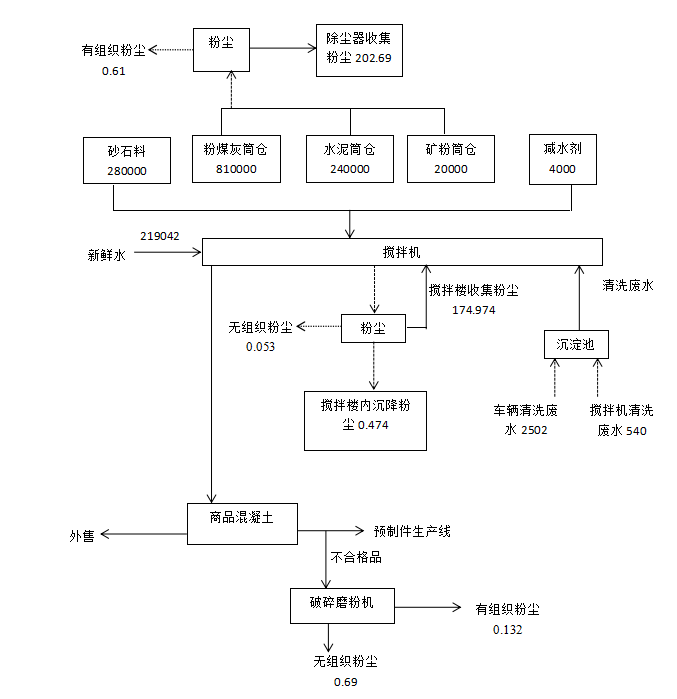 粉尘
除尘器收集
粉尘 202.69
有组织粉尘
0.61
砂石料
280000
粉煤灰筒仓
810000
水泥筒仓
240000
矿粉筒仓
20000
减水剂
4000
219042
新鲜水
搅拌机
搅拌楼收集粉尘
174.974
清洗废水
无组织粉尘
0.053
粉尘
沉淀池
搅拌楼内沉降粉
尘 0.474
车辆清洗废
水 2502
搅拌机清洗
废水 540
商品混凝土
外售
预制件生产线
不合格品
破碎磨粉机
有组织粉尘
0.132
无组织粉尘
0.69